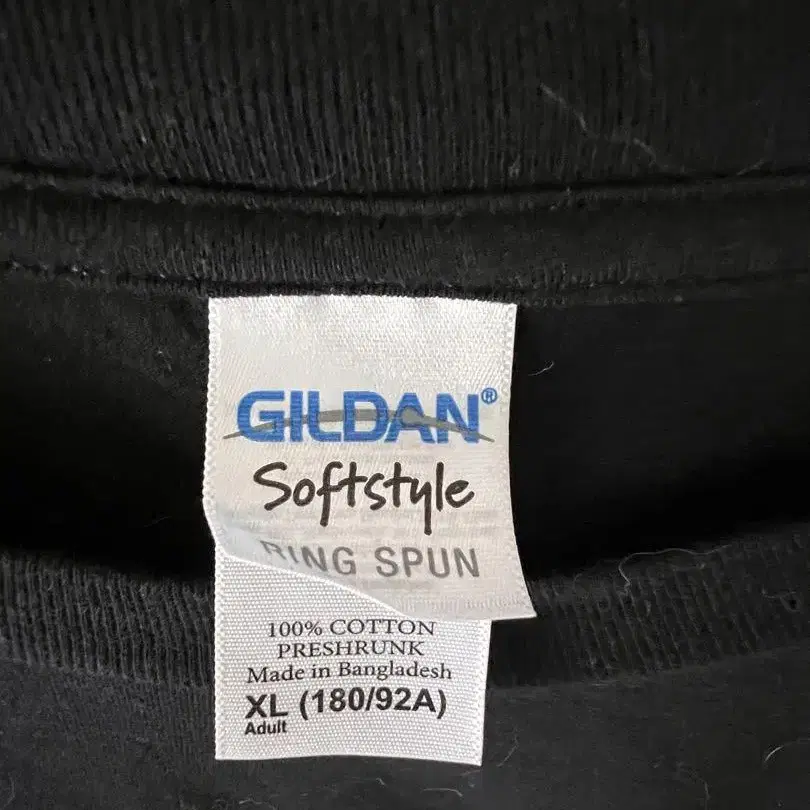 GILDAN®
Softstyle
RING SPUN
100% COTTON
PRESHRUNK
Made in Bangladesh
XL (180/92A)
Adult